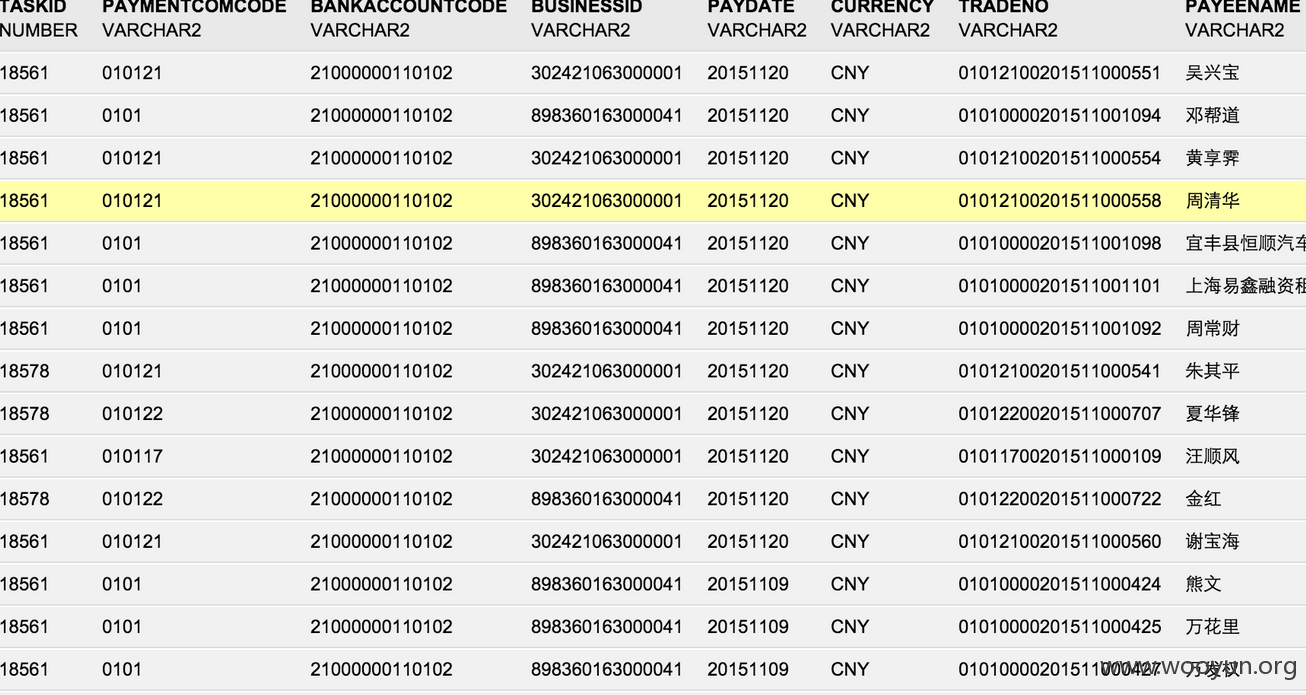 TASKID PAYMENTCOMCODE BANKACCOUNTCODE BUSINESSID PAYDATE CURRENCY TRADENO PAYEENAME
NUMBER VARCHAR2 VARCHAR2 VARCHAR2 VARCHAR2 VARCHAR2 VARCHAR2 VARCHAR2
18561 010121 21000000110102 302421063000001 20151120 CNY 01012100201511000551 吴兴宝
18561 0101 21000000110102 898360163000041 20151120 CNY 01010000201511001094 邓帮道
18561 010121 21000000110102 302421063000001 20151120 CNY 01012100201511000554 黄享霁
18561 010121 21000000110102 302421063000001 20151120 CNY 01012100201511000558 周清华
18561 0101 21000000110102 898360163000041 20151120 CNY 01010000201511001098 宜丰县恒顺汽车
18561 0101 21000000110102 898360163000041 20151120 CNY 01010000201511001101 上海易鑫融资租
18561 0101 21000000110102 898360163000041 20151120 CNY 01010000201511001092 周常财
18578 010121 21000000110102 302421063000001 20151120 CNY 01012100201511000541 朱其平
18578 010122 21000000110102 302421063000001 20151120 CNY 01012200201511000707 夏华锋
18561 010117 21000000110102 302421063000001 20151120 CNY 01011700201511000109 汪顺风
18578 010122 21000000110102 898360163000041 20151120 CNY 01012200201511000722 金红
18561 010121 21000000110102 302421063000001 20151120 CNY 01012100201511000560 谢宝海
18561 0101 21000000110102 898360163000041 20151109 CNY 01010000201511000424 熊文
18561 0101 21000000110102 898360163000041 20151109 CNY 01010000201511000425 万花里
18561 0101 21000000110102 898360163000041 20151109 CNY 01010000201511000427
www.wooyun.org